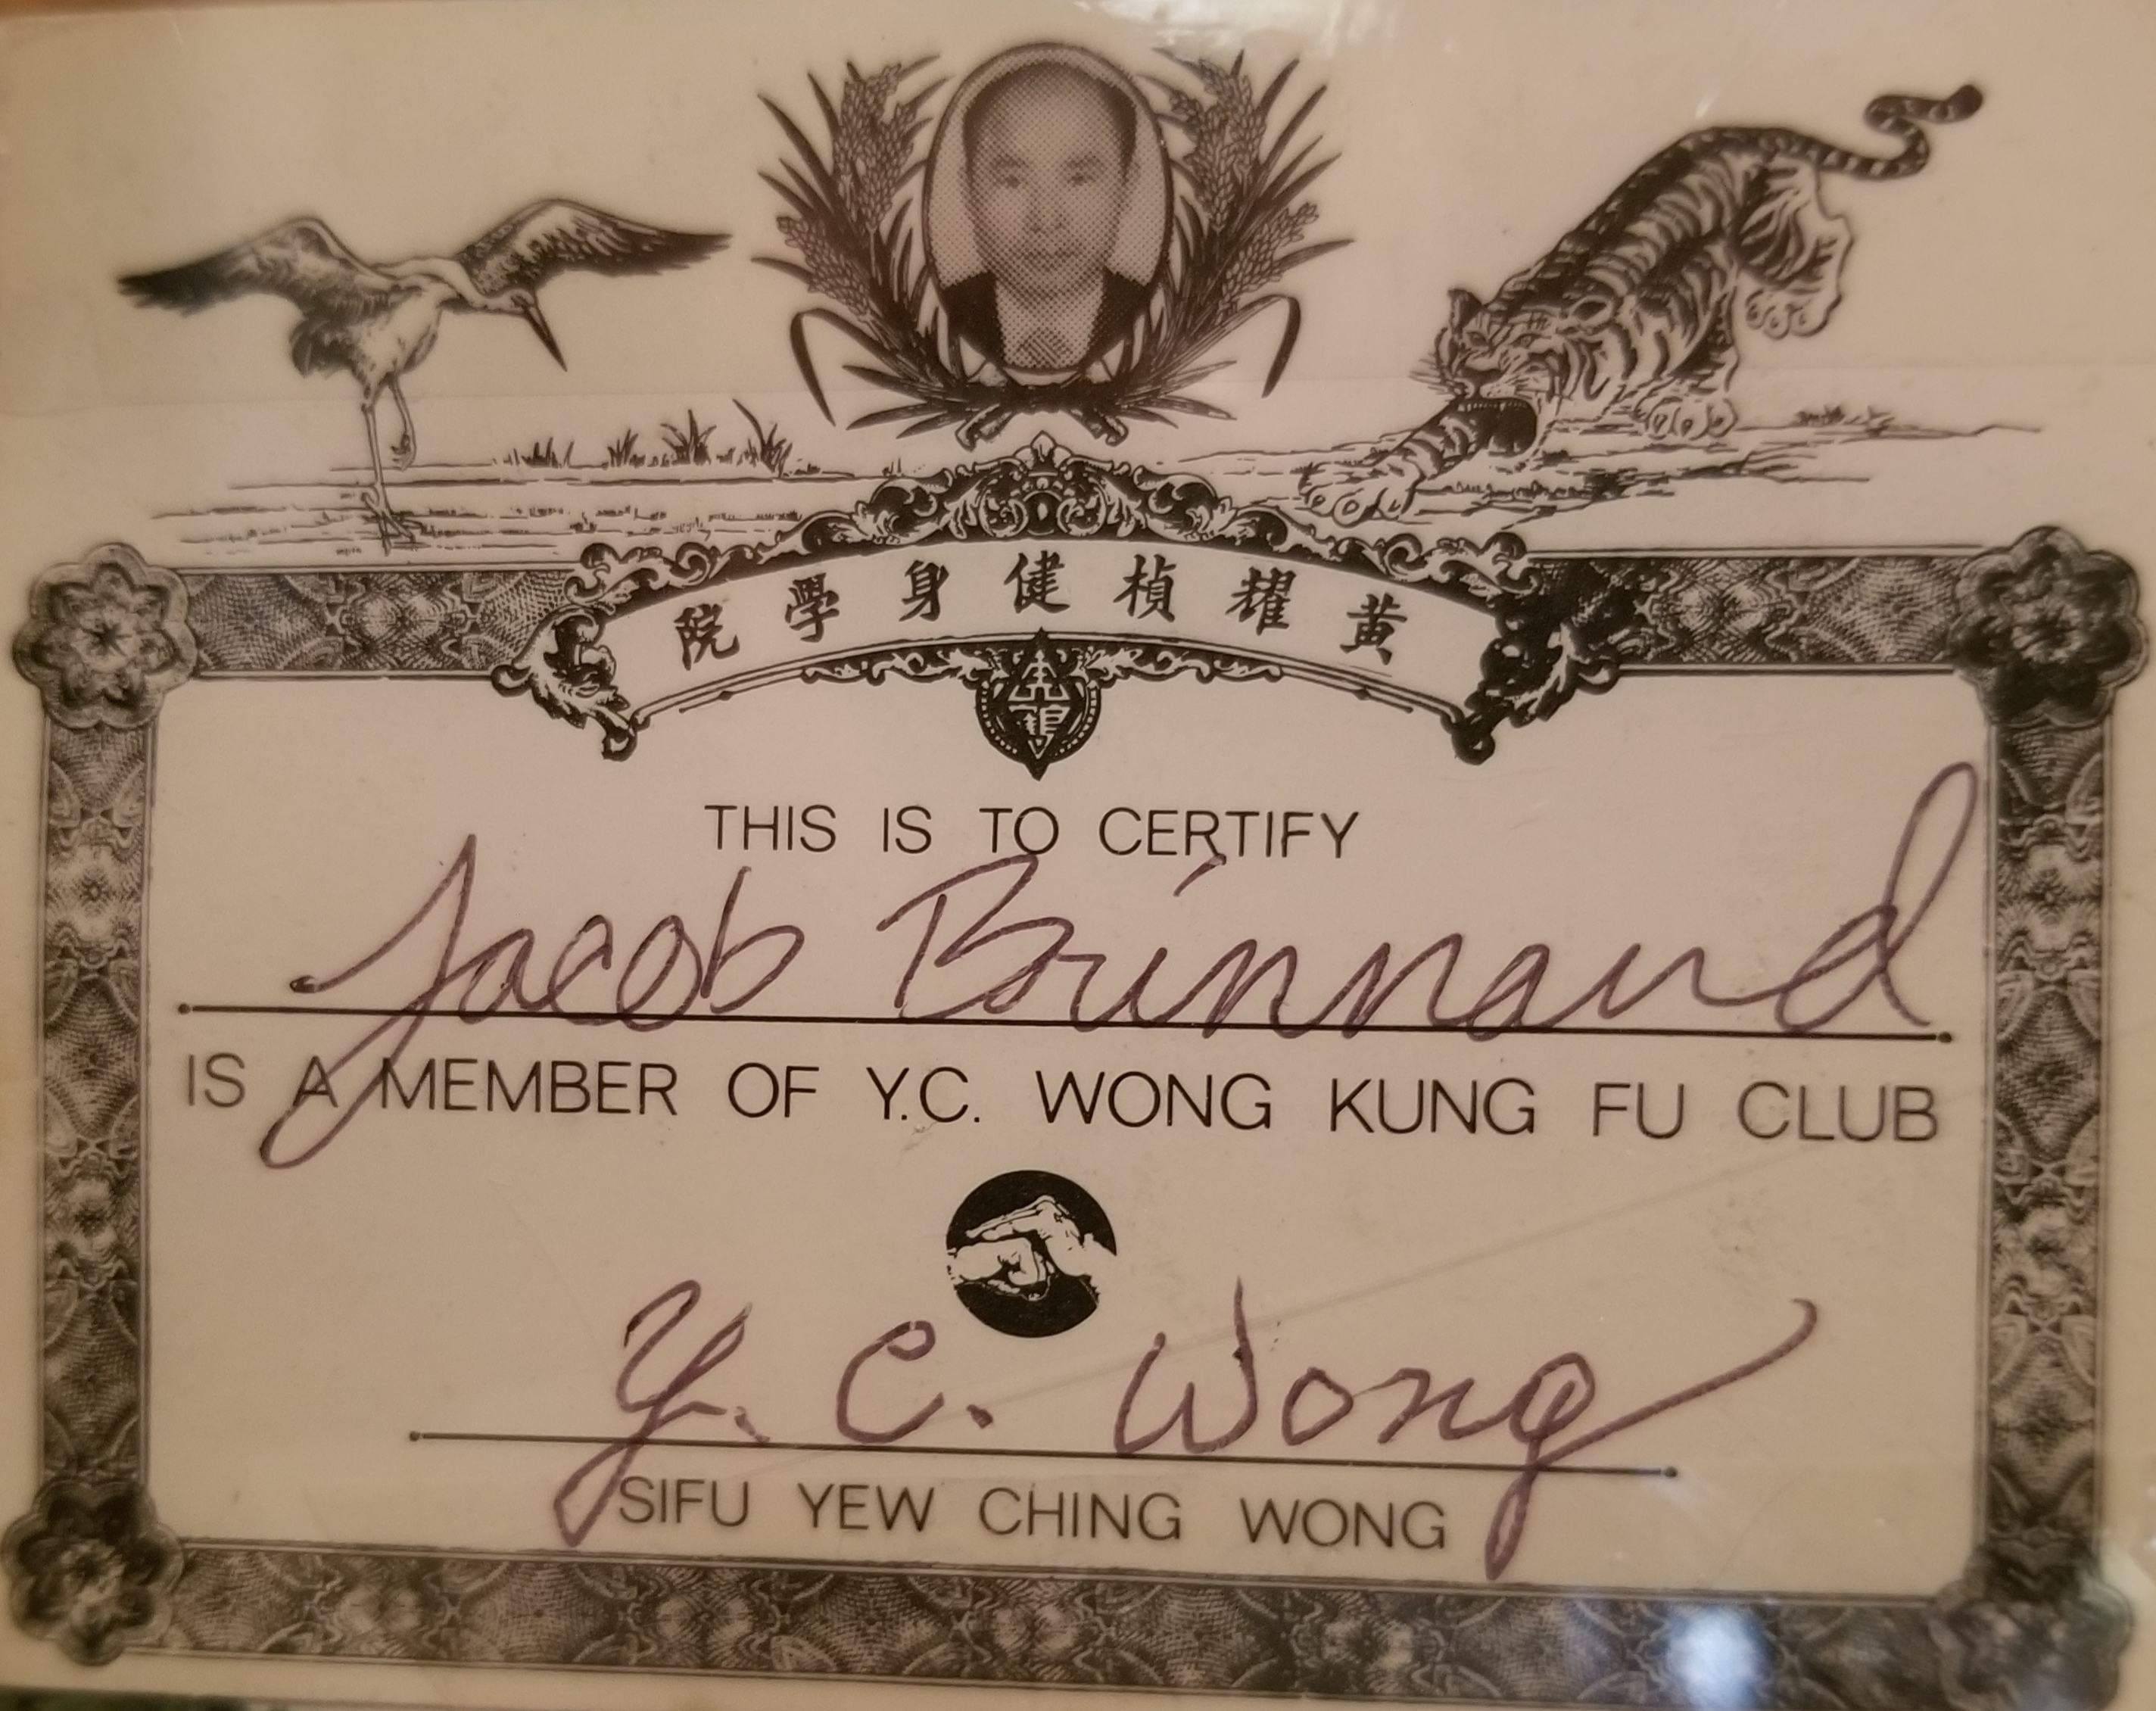 黃耀楨健身學院
THIS IS TO CERTIFY
Jacob Brinnand
IS A MEMBER OF Y.C. WONG KUNG FU CLUB
Y. C. Wong
SIFU YEW CHING WONG